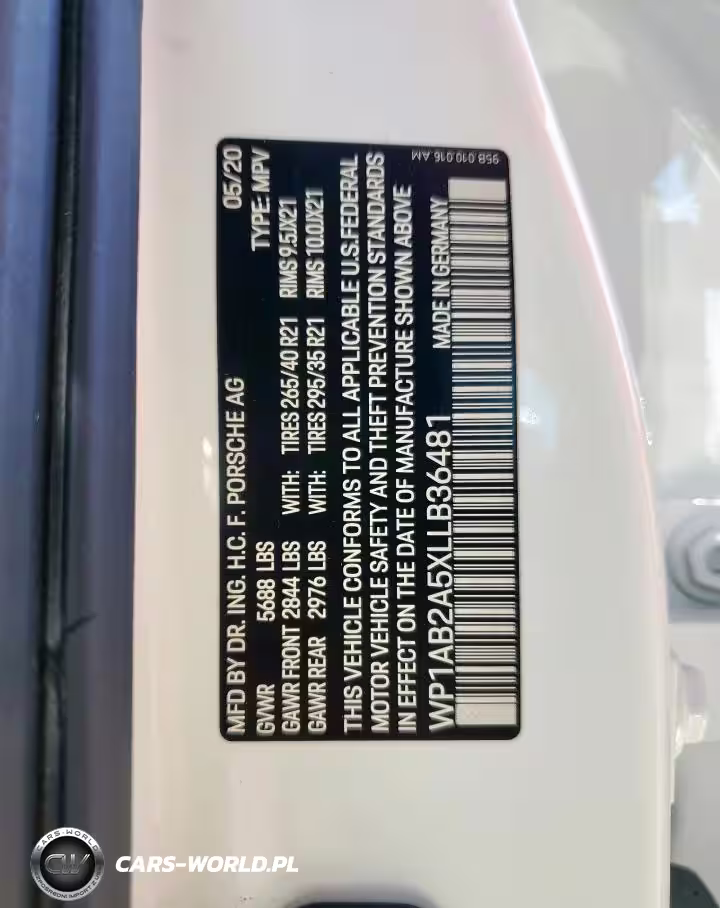 MFD BY DR. ING. H.C. F. PORSCHE AG 05/20
GVWR 5688 LBS TYPE: MPV
GAWR FRONT 2844 LBS WITH: TIRES 265/40 R21 RIMS 9.5JX21
GAWR REAR 2976 LBS WITH: TIRES 295/35 R21 RIMS 10.0JX21
THIS VEHICLE CONFORMS TO ALL APPLICABLE U.S. FEDERAL
MOTOR VEHICLE SAFETY AND THEFT PREVENTION STANDARDS
IN EFFECT ON THE DATE OF MANUFACTURE SHOWN ABOVE
WP1AB2A5XLLB36481 MADE IN GERMANY
95B.010.016 AM
CARS-WORLD
CW
CARS-WORLD.PL